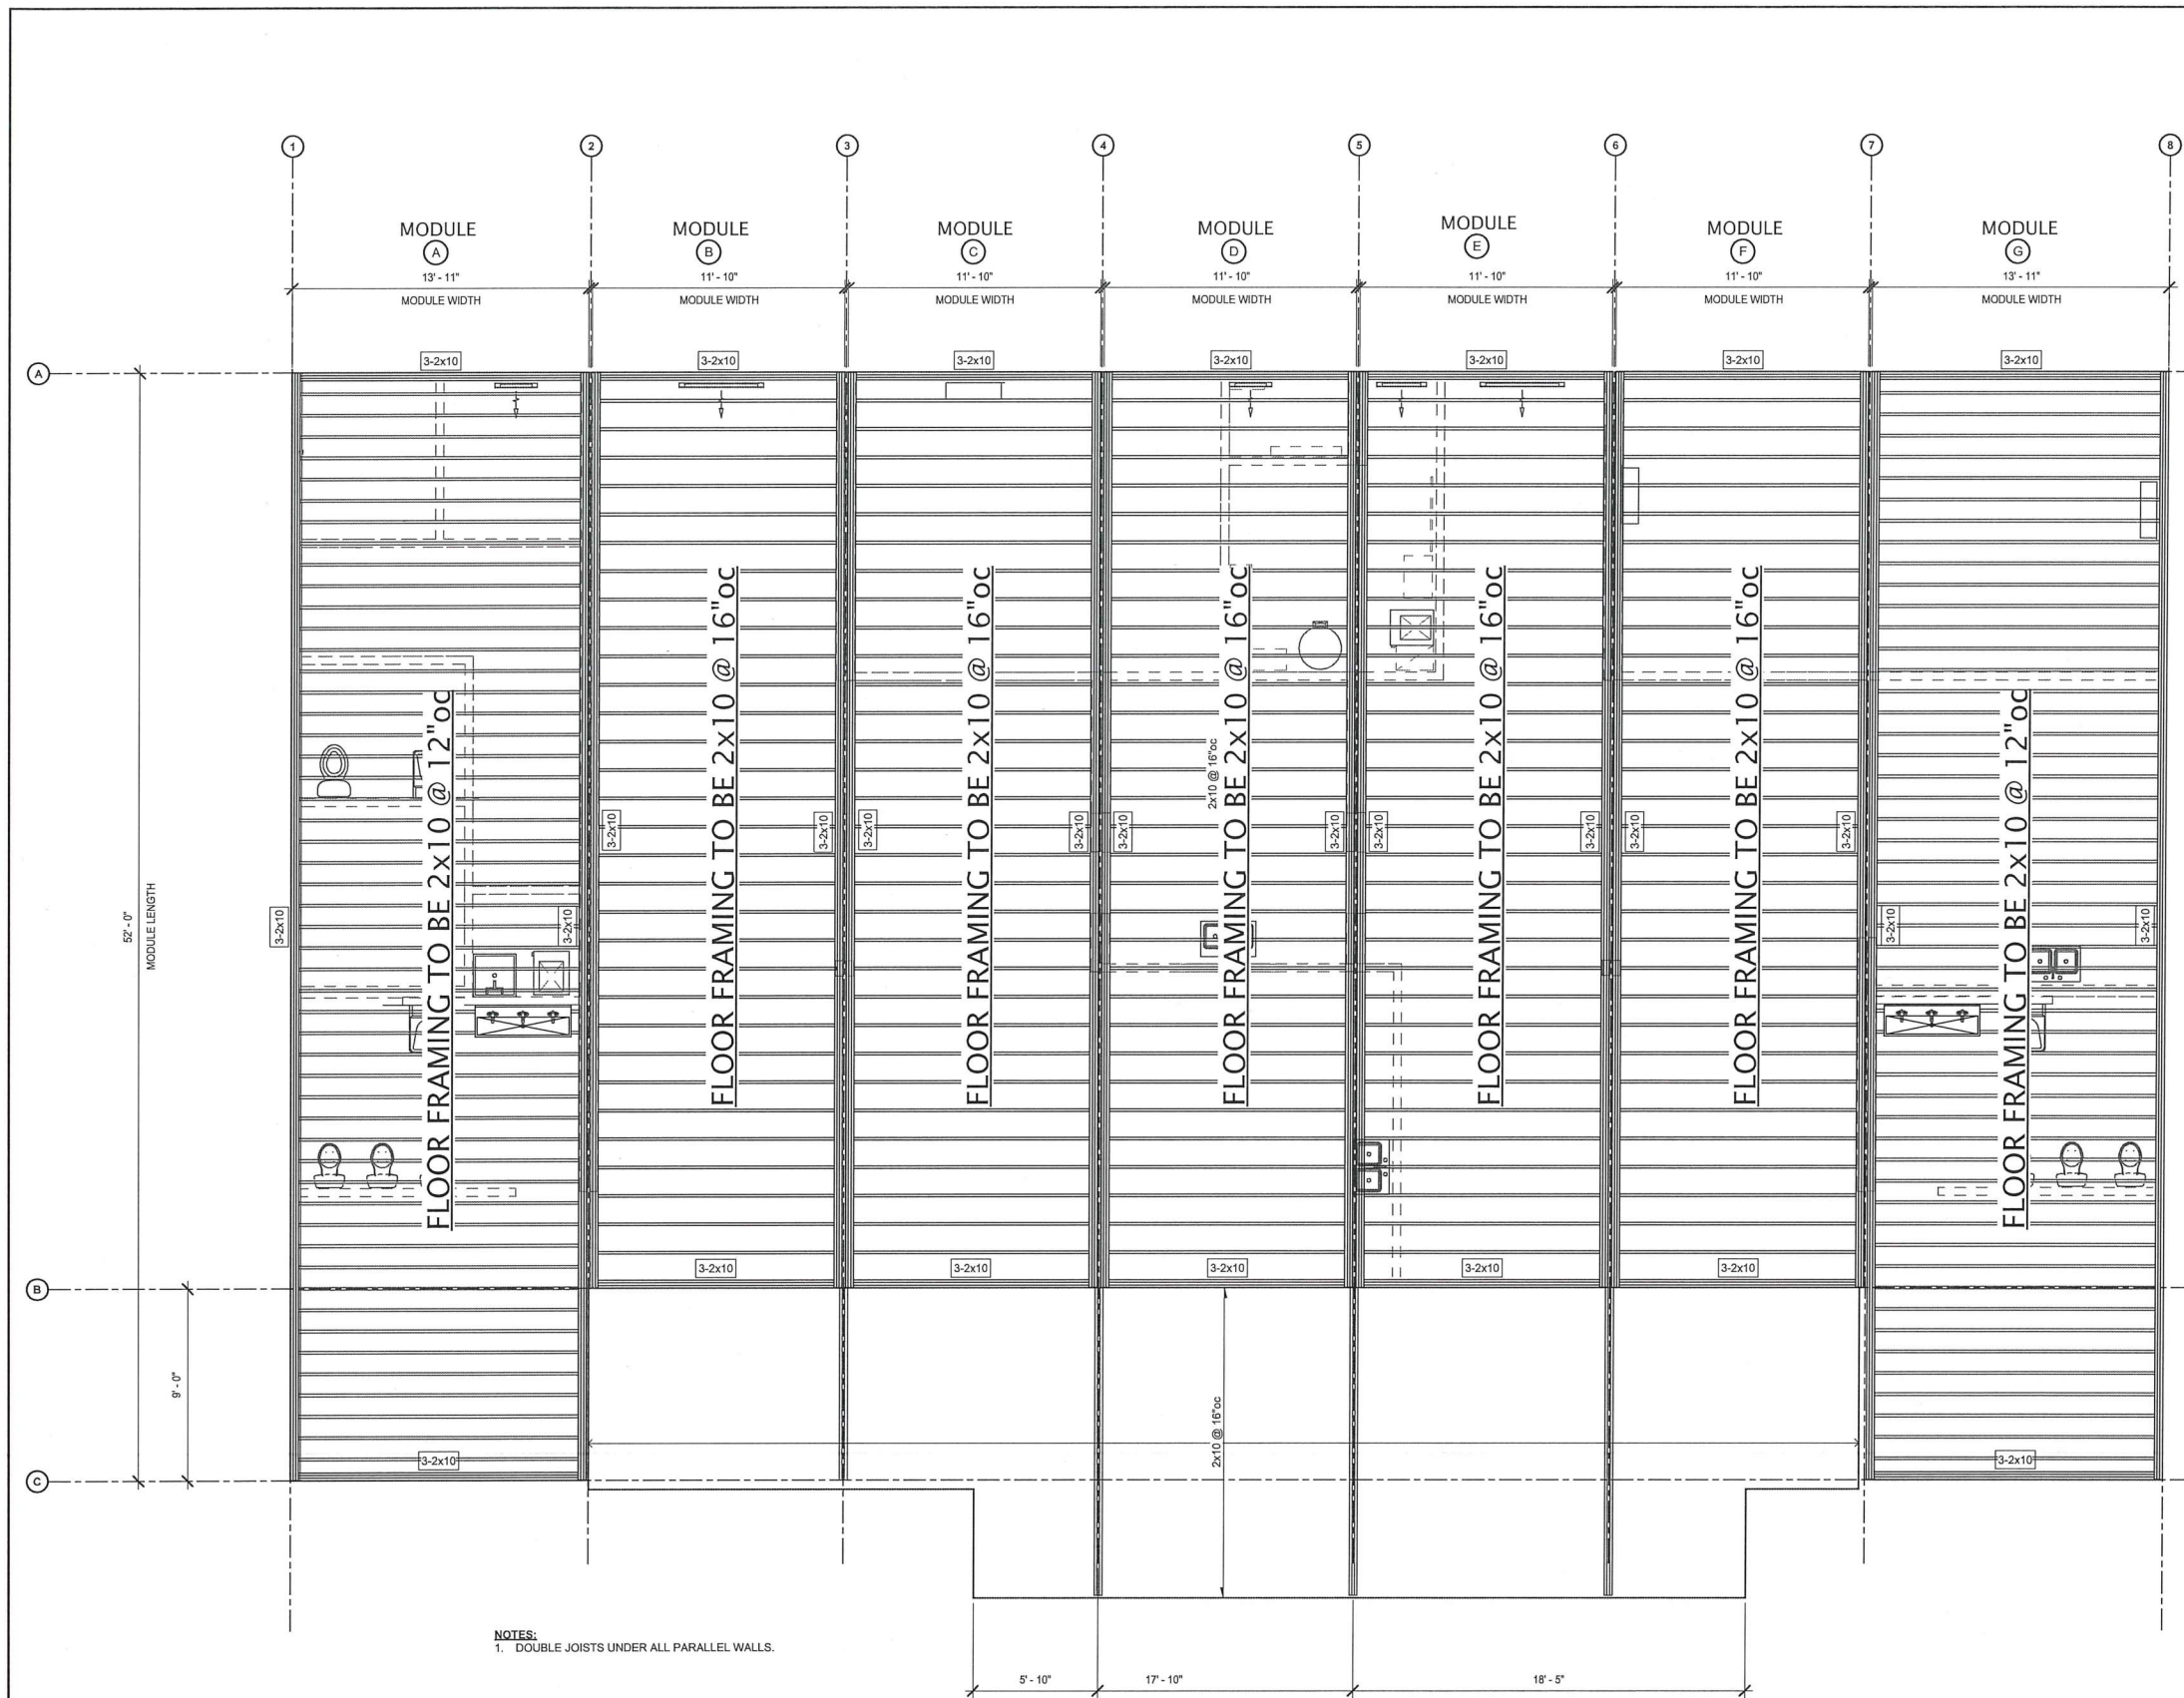 1
2
3
4
5
6
7
8
MODULE
A
13' - 11"
MODULE WIDTH
MODULE
B
11' - 10"
MODULE WIDTH
MODULE
C
11' - 10"
MODULE WIDTH
MODULE
D
11' - 10"
MODULE WIDTH
MODULE
E
11' - 10"
MODULE WIDTH
MODULE
F
11' - 10"
MODULE WIDTH
MODULE
G
13' - 11"
MODULE WIDTH
3-2x10
3-2x10
3-2x10
3-2x10
3-2x10
3-2x10
3-2x10
A
52' - 0"
MODULE LENGTH
3-2x10
FLOOR FRAMING TO BE 2x10 @ 12"oc
3-2x10
3-2x10
FLOOR FRAMING TO BE 2x10 @ 16"oc
3-2x10
3-2x10
FLOOR FRAMING TO BE 2x10 @ 16"oc
3-2x10
3-2x10
2x10 @ 16"oc
FLOOR FRAMING TO BE 2x10 @ 16"oc
3-2x10
3-2x10
FLOOR FRAMING TO BE 2x10 @ 16"oc
3-2x10
3-2x10
FLOOR FRAMING TO BE 2x10 @ 16"oc
3-2x10
3-2x10
FLOOR FRAMING TO BE 2x10 @ 12"oc
3-2x10
3-2x10
3-2x10
3-2x10
3-2x10
3-2x10
B
9' - 0"
2x10 @ 16"oc
3-2x10
3-2x10
C
NOTES:
1. DOUBLE JOISTS UNDER ALL PARALLEL WALLS.
5' - 10"
17' - 10"
18' - 5"